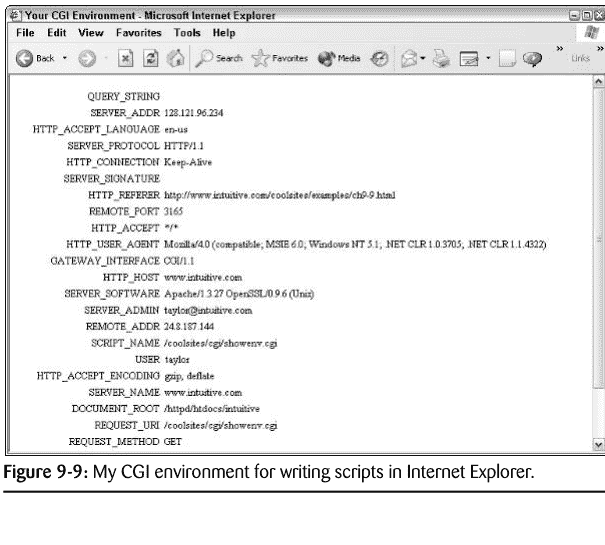 Your CGI Environment - Microsoft Internet Explorer
File Edit View Favorites Tools Help
Back Search Favorites Media » Links »
QUERY_STRING
SERVER_ADDR 128.121.96.234
HTTP_ACCEPT_LANGUAGE en-us
SERVER_PROTOCOL HTTP/1.1
HTTP_CONNECTION Keep-Alive
SERVER_SIGNATURE
HTTP_REFERER http://www.intuitive.com/coolsites/examples/ch9-9.html
REMOTE_PORT 3165
HTTP_ACCEPT */*
HTTP_USER_AGENT Mozilla/4.0 (compatible; MSIE 6.0; Windows NT 5.1; .NET CLR 1.0.3705; .NET CLR 1.1.4322)
GATEWAY_INTERFACE CGI/1.1
HTTP_HOST www.intuitive.com
SERVER_SOFTWARE Apache/1.3.27 OpenSSL/0.9.6 (Unix)
SERVER_ADMIN taylor@intuitive.com
REMOTE_ADDR 24.8.187.144
SCRIPT_NAME /coolsites/cgi/showenv.cgi
USER taylor
HTTP_ACCEPT_ENCODING gzip, deflate
SERVER_NAME www.intuitive.com
DOCUMENT_ROOT /httpd/htdocs/intuitive
REQUEST_URI /coolsites/cgi/showenv.cgi
REQUEST_METHOD GET
Figure 9-9: My CGI environment for writing scripts in Internet Explorer.